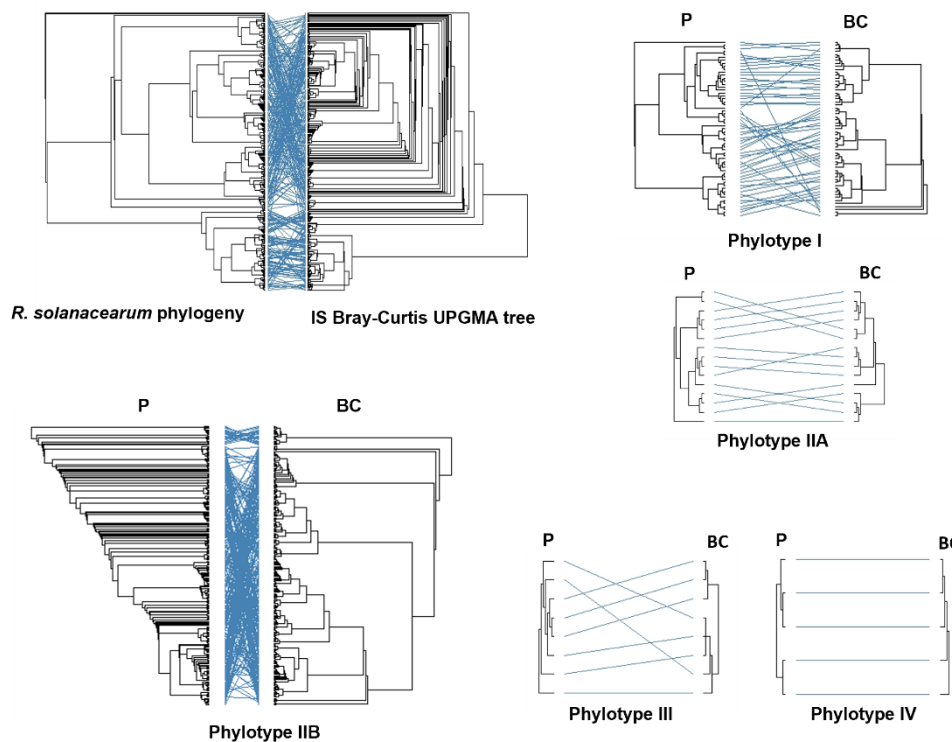 P BC
Phylotype I
R. solanacearum phylogeny IS Bray-Curtis UPGMA tree
P BC
Phylotype IIA
P BC
Phylotype IIB
P BC
Phylotype III
P BC
Phylotype IV